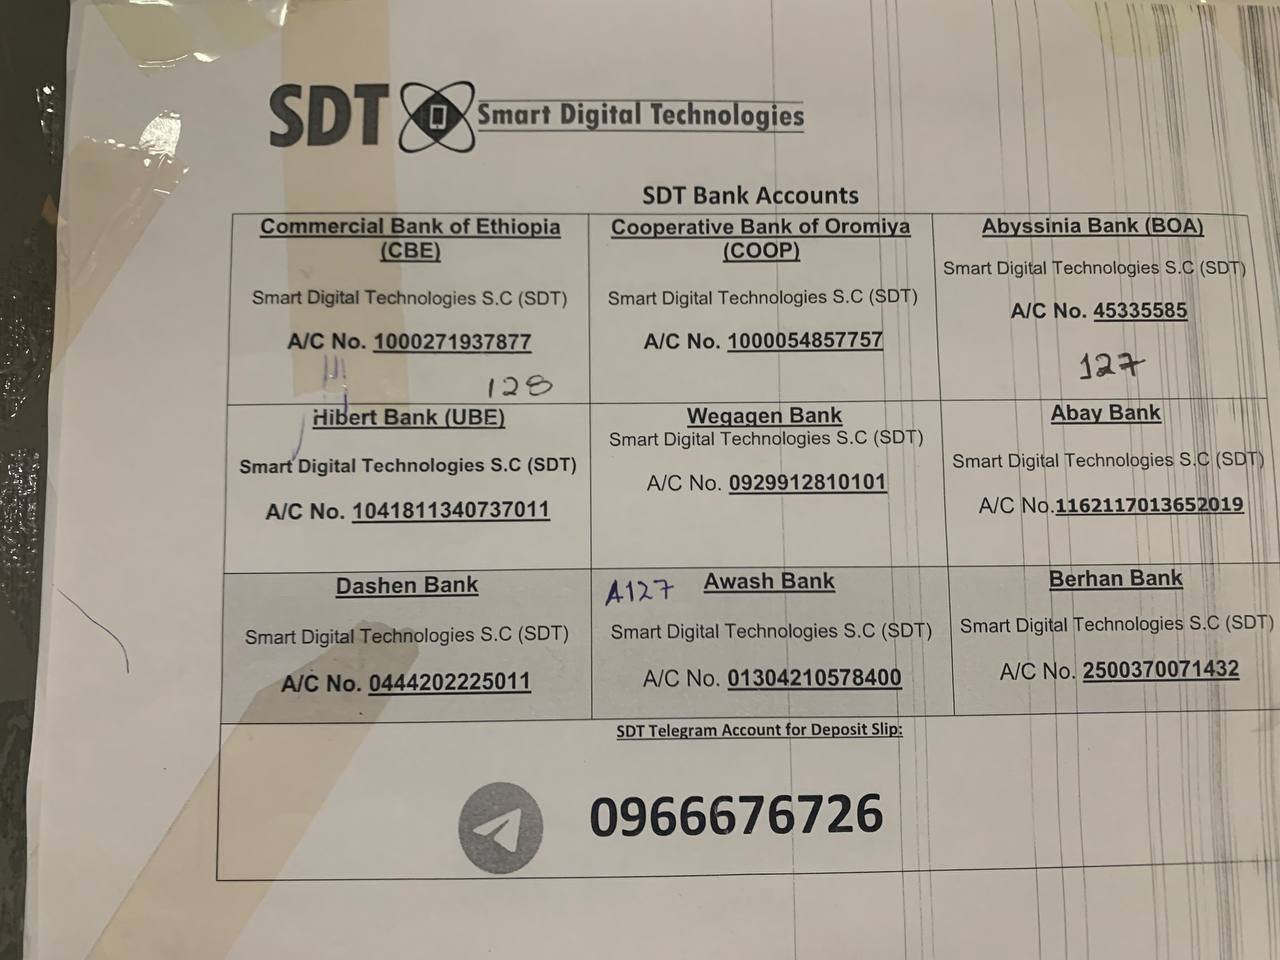 SDT Smart Digital Technologies
SDT Bank Accounts
Commercial Bank of Ethiopia
(CBE)
Smart Digital Technologies S.C (SDT)
A/C No. 1000271937877
128
Cooperative Bank of Oromiya
(COOP)
Smart Digital Technologies S.C (SDT)
A/C No. 1000054857757
Abyssinia Bank (BOA)
Smart Digital Technologies S.C (SDT)
A/C No. 45335585
127
Hibert Bank (UBE)
Smart Digital Technologies S.C (SDT)
A/C No. 1041811340737011
Wegagen Bank
Smart Digital Technologies S.C (SDT)
A/C No. 0929912810101
Abay Bank
Smart Digital Technologies S.C (SDT)
A/C No.1162117013652019
Dashen Bank
Smart Digital Technologies S.C (SDT)
A/C No. 0444202225011
A127 Awash Bank
Smart Digital Technologies S.C (SDT)
A/C No. 01304210578400
Berhan Bank
Smart Digital Technologies S.C (SDT)
A/C No. 2500370071432
SDT Telegram Account for Deposit Slip:
0966676726